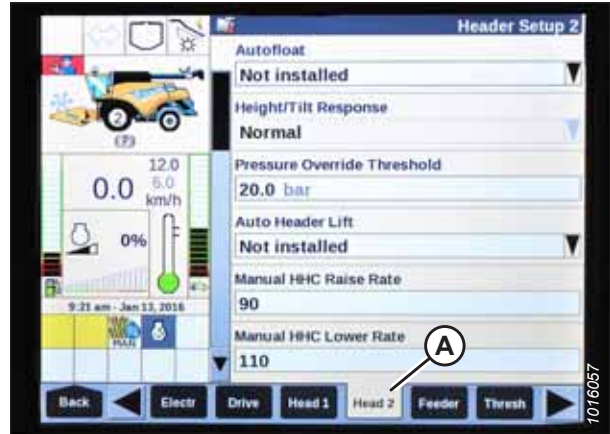 Header Setup 2
Autofloat
Not installed
Height/Tilt Response
Normal
Pressure Override Threshold
20.0 bar
Auto Header Lift
Not installed
Manual HHC Raise Rate
90
Manual HHC Lower Rate
110
2
(P)
12.0
0.0 6.0
km/h
0%
9:21 am - Jan 13, 2016
MAN
A
Back Electr Drive Head 1 Head 2 Feeder Thresh
1016057